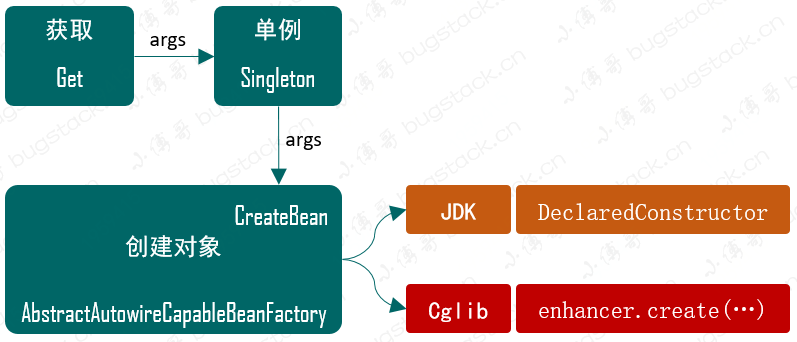 获取
Get
args
单例
Singleton
args
CreateBean
创建对象
AbstractAutowireCapableBeanFactory
JDK
DeclaredConstructor
Cglib
enhancer.create(…)
小傅哥 bugstack.cn